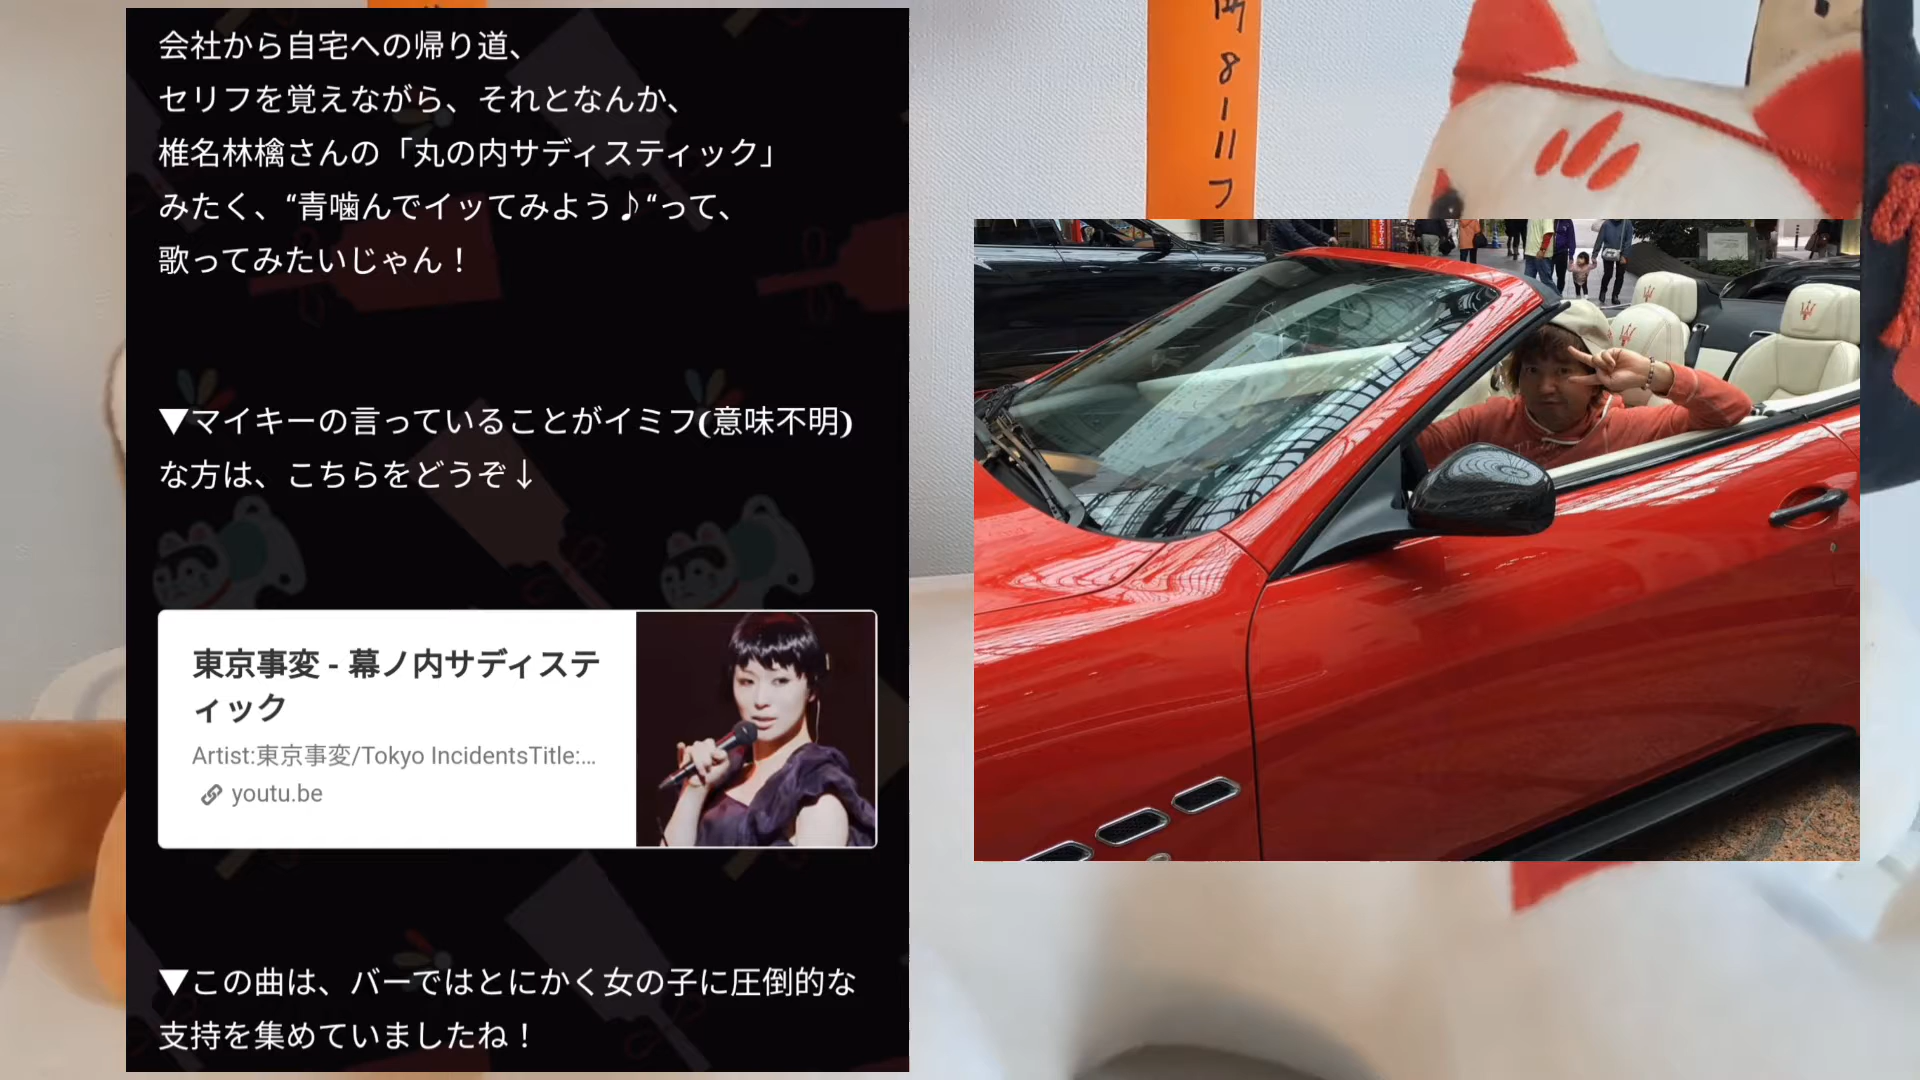 会社から自宅への帰り道、
セリフを覚えながら、それとなんか、
椎名林檎さんの「丸の内サディスティック」
みたく、“青噛んでイッてみよう♪“って、
歌ってみたいじゃん！
▼マイキーの言っていることがイミフ(意味不明)
な方は、こちらをどうぞ↓
東京事変 - 幕ノ内サディステ
ィック
Artist:東京事変/Tokyo IncidentsTitle:...
youtu.be
▼この曲は、バーではとにかく女の子に圧倒的な
支持を集めていましたね！